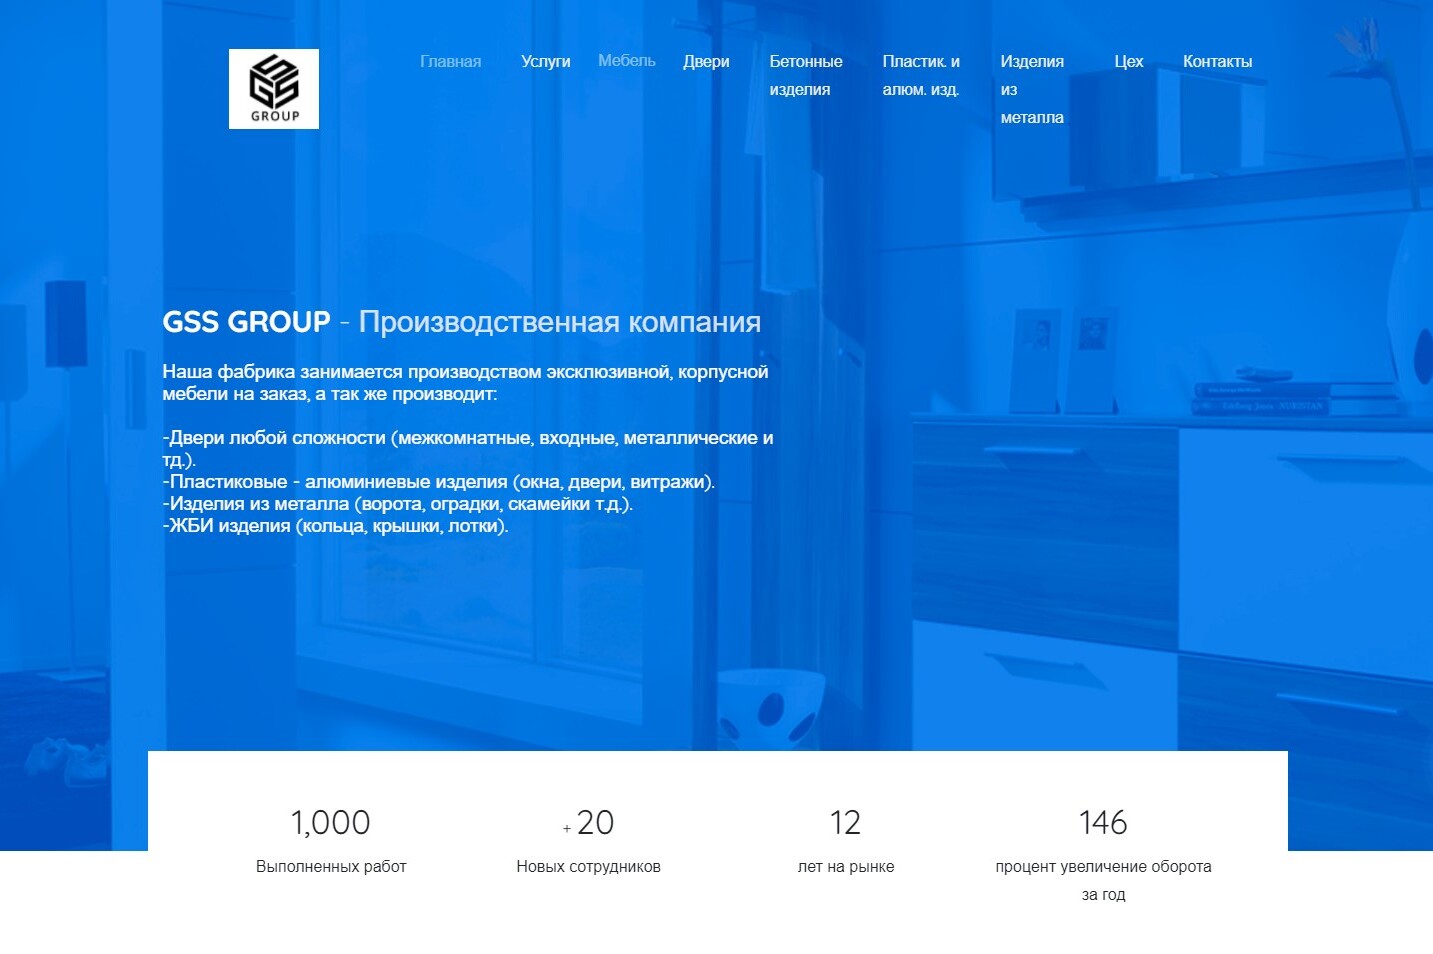 GROUP
Главная Услуги Мебель Двери Бетонные изделия Пластик. и алюм. изд. Изделия из металла Цех Контакты
GSS GROUP - Производственная компания
Наша фабрика занимается производством эксклюзивной, корпусной
мебели на заказ, а так же производит:
-Двери любой сложности (межкомнатные, входные, металлические и
тд.).
-Пластиковые - алюминиевые изделия (окна, двери, витражи).
-Изделия из металла (ворота, оградки, скамейки т.д.).
-ЖБИ изделия (кольца, крышки, лотки).
1,000
Выполненных работ
+ 20
Новых сотрудников
12
лет на рынке
146
процент увеличение оборота
за год